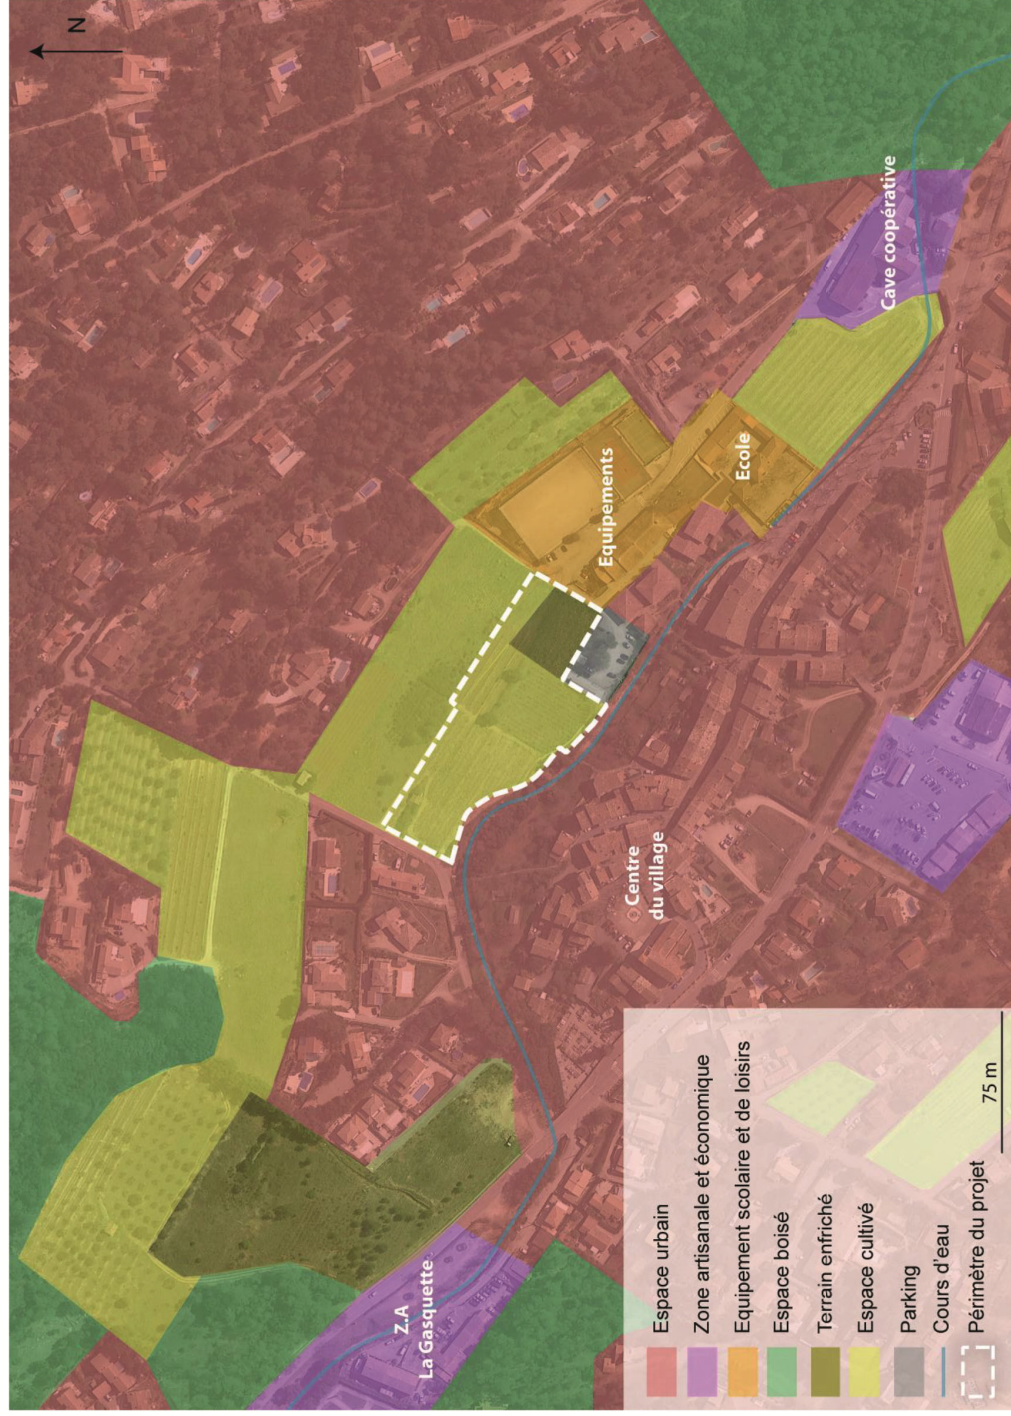 N
Cave coopérative
Ecole
Equipements
Centre
du village
Z.A
La Gasquette
Espace urbain
Zone artisanale et économique
Equipement scolaire et de loisirs
Espace boisé
Terrain enfriché
Espace cultivé
Parking
Cours d'eau
Périmètre du projet
75 m